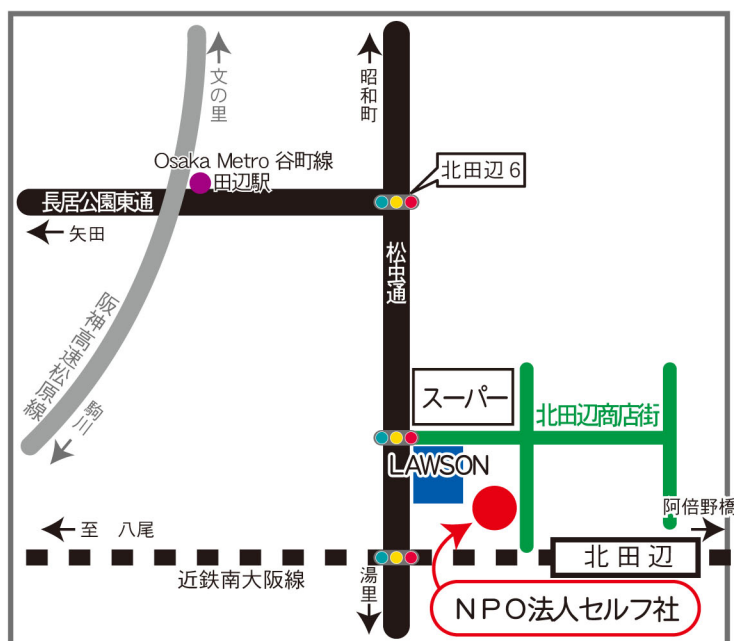 文の里
昭和町
Osaka Metro 谷町線
田辺駅
北田辺6
長居公園東通
矢田
松虫通
阪神高速松原線
駒川
スーパー
北田辺商店街
LAWSON
阿倍野橋
至 八尾
北田辺
近鉄南大阪線
湯里
NPO法人セルフ社